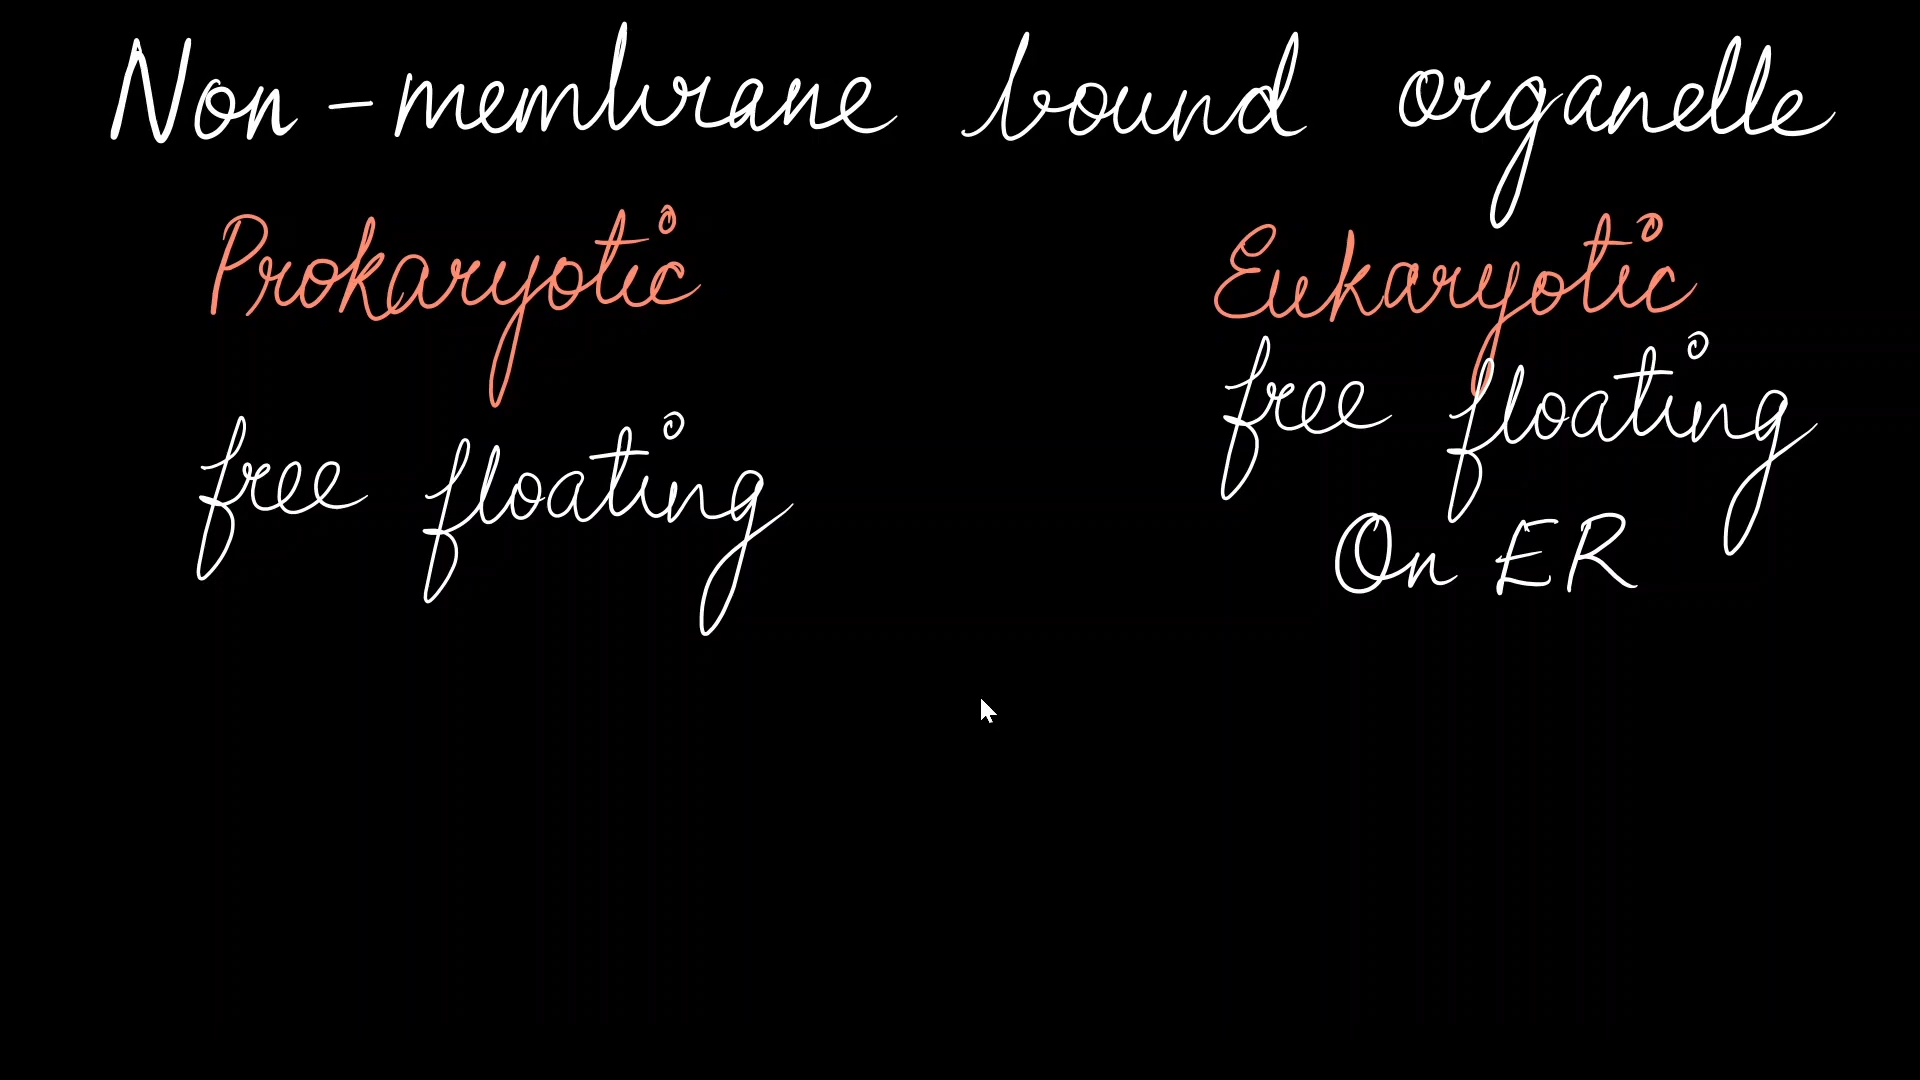 Non-membrane bound organelle
Prokaryotic
free floating
Eukaryotic
free floating
On ER